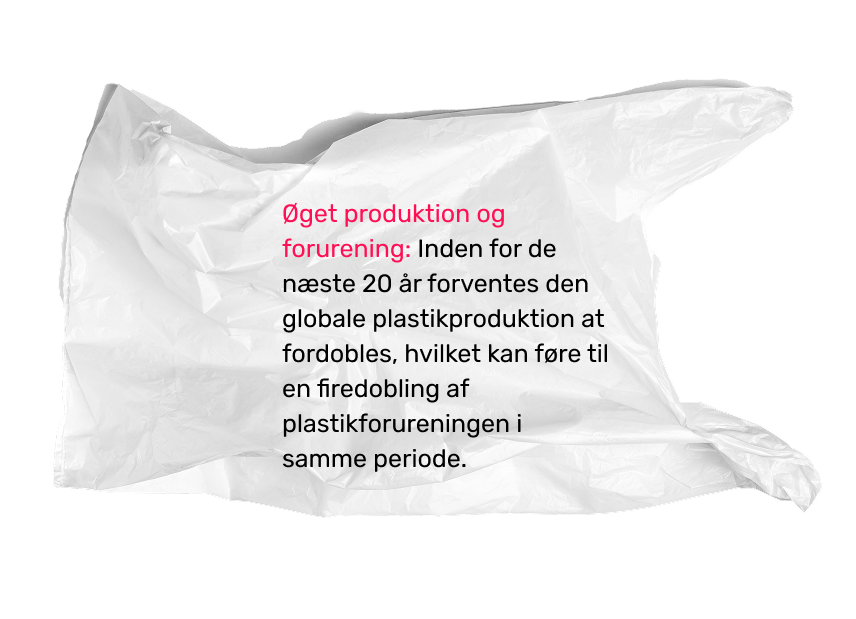 Øget produktion og
forurening: Inden for de
næste 20 år forventes den
globale plastikproduktion at
fordobles, hvilket kan føre til
en firedobling af
plastikforureningen i
samme periode.